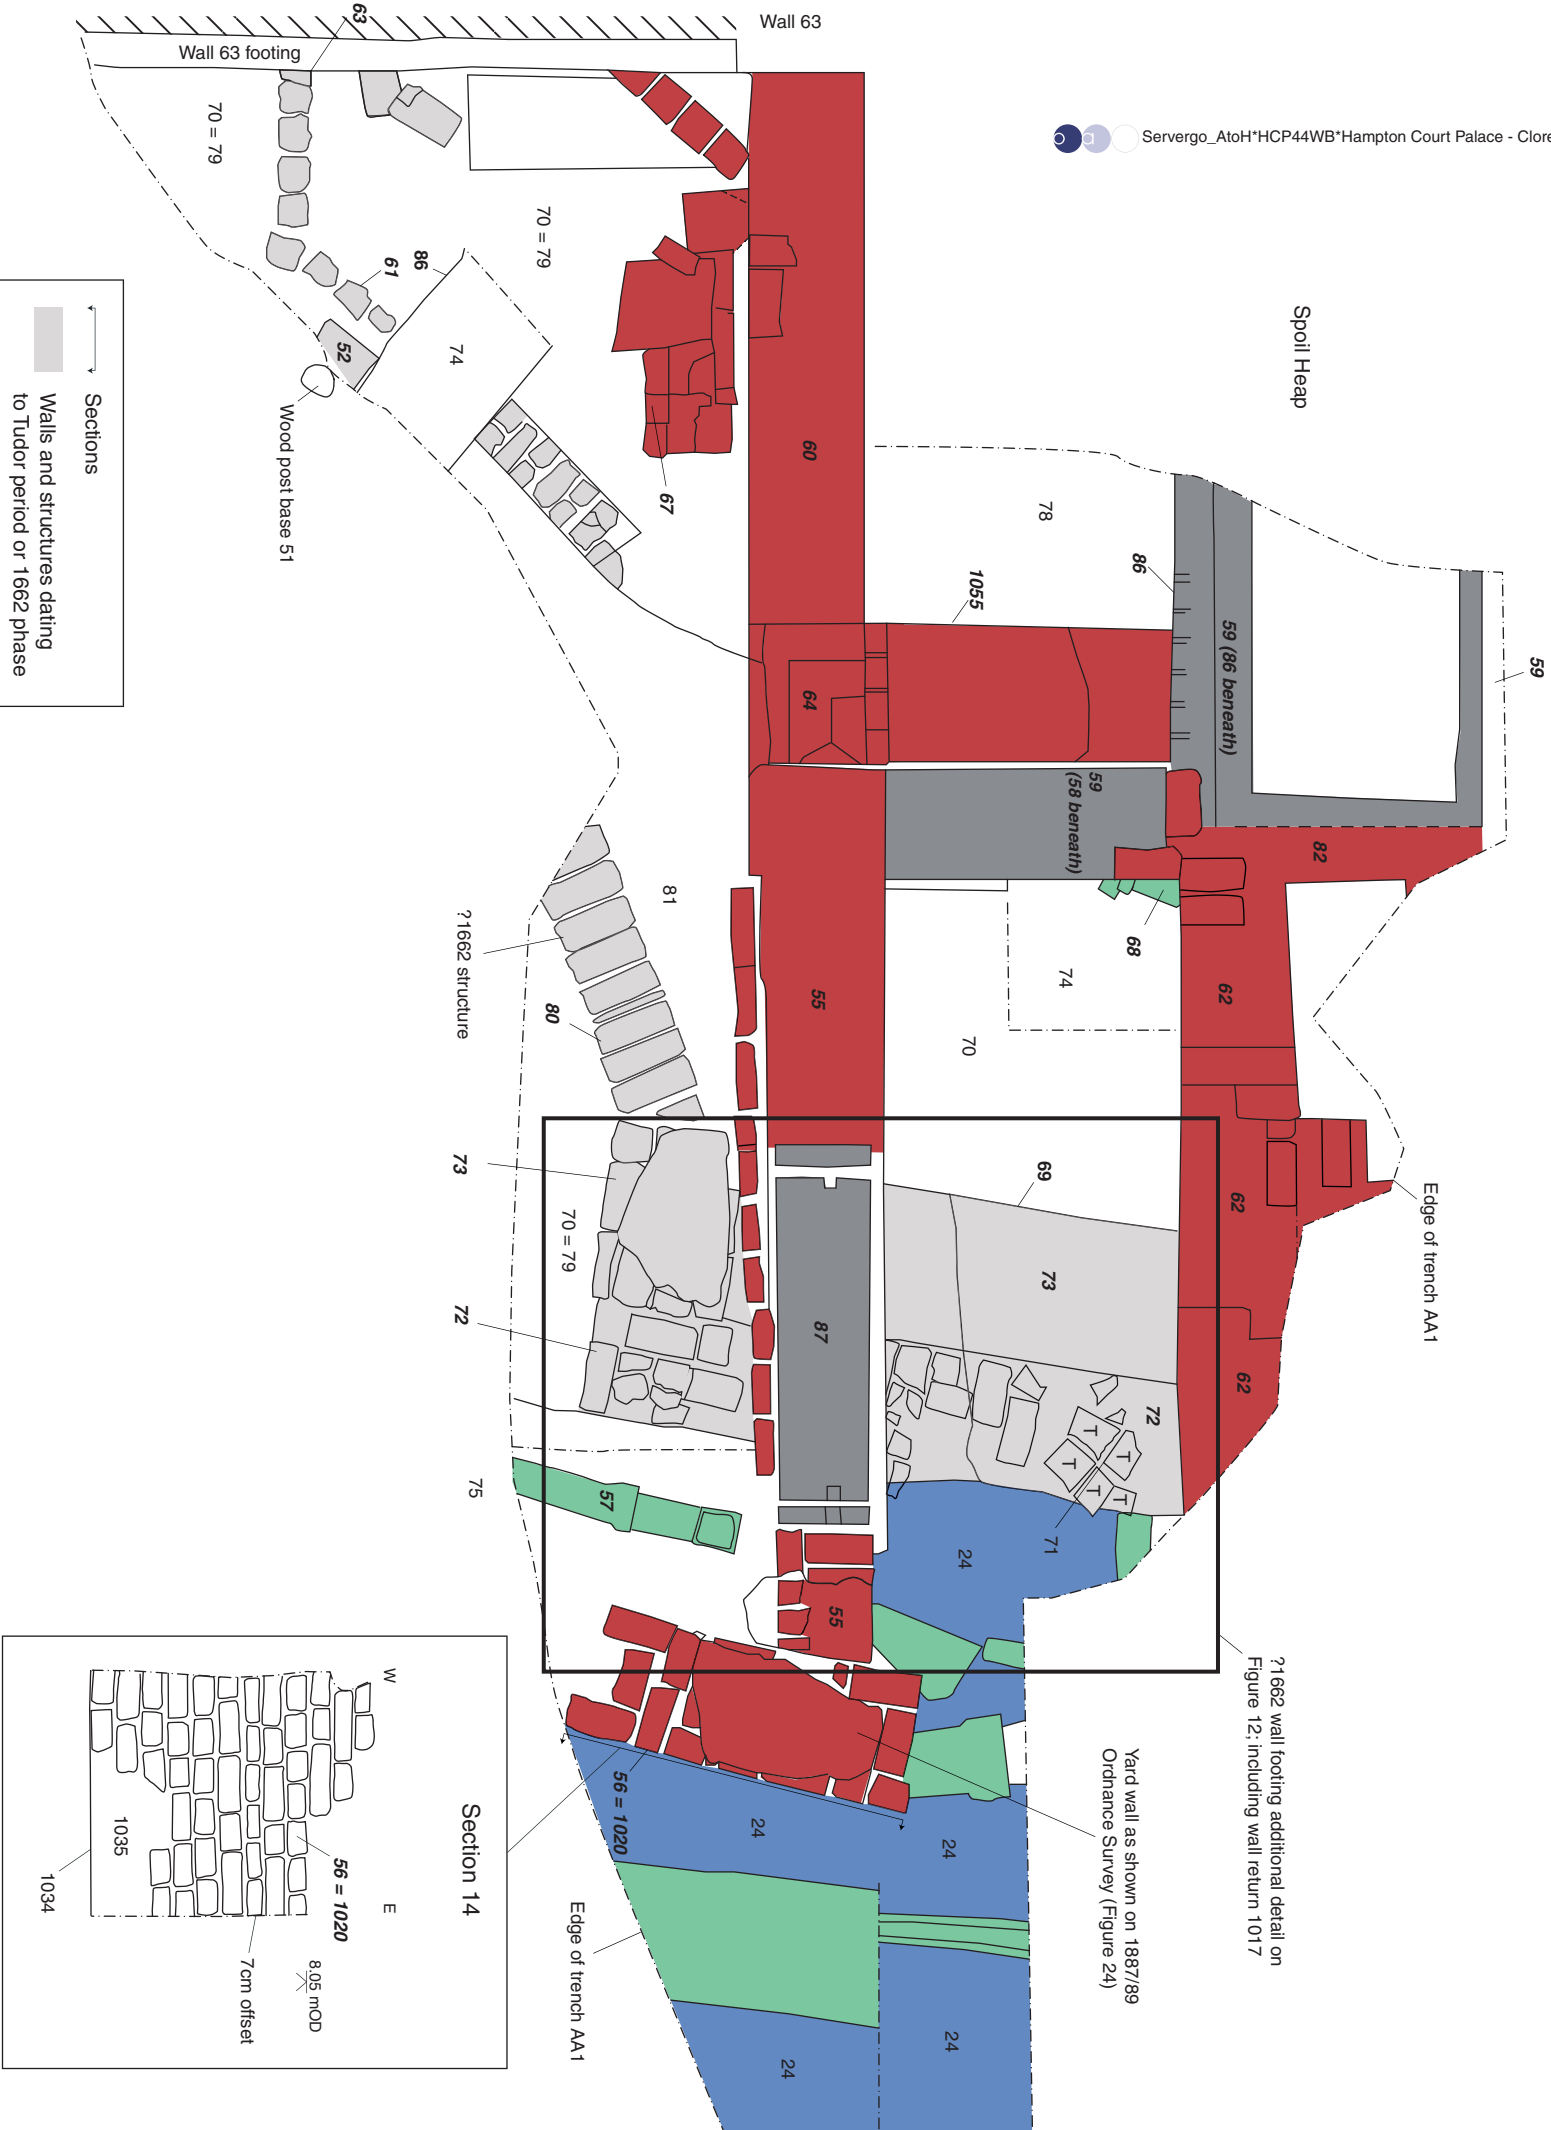 Wall 63
63
Wall 63 footing
Servergo_AtoH*HCP44WB*Hampton Court Palace - Clore
70 = 79
70 = 79
61
86
74
52
Wood post base 51
67
60
Spoil Heap
78
86
1055
59 (86 beneath)
59
64
59
(58 beneath)
82
68
81
?1662 structure
80
55
74
70
62
73
70 = 79
72
69
73
62
62
Edge of trench AA1
87
72
T
T
T
T
T
71
57
75
24
55
?1662 wall footing additional detail on
Figure 12; including wall return 1017
Yard wall as shown on 1887/89
Ordnance Survey (Figure 24)
56 = 1020
24
24
24
24
Edge of trench AA1
Sections
Walls and structures dating
to Tudor period or 1662 phase
Section 14
W
E
56 = 1020
8.05 mOD
7cm offset
1035
1034